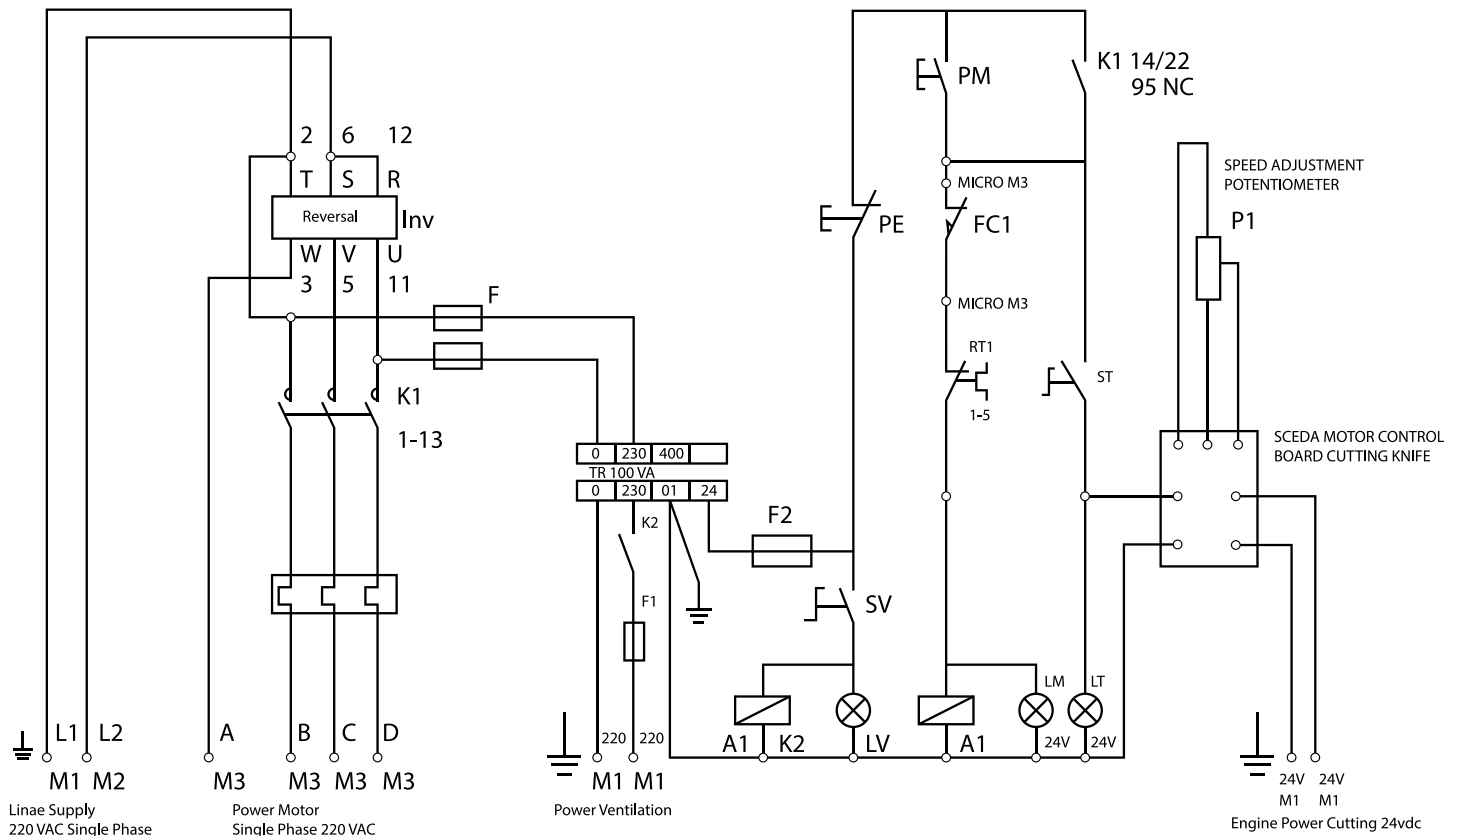 K1 14/22
95 NC
PM
2 6 12
T S R
MICRO M3
SPEED ADJUSTMENT
POTENTIOMETER
Reversal
Inv
PE
FC1
P1
W V U
3 5 11
F
MICRO M3
RT1
ST
K1
1-5
1-13
SCEDA MOTOR CONTROL
BOARD CUTTING KNIFE
0 230 400
TR 100 VA
0 230 01 24
K2
F2
F1
SV
LM
LT
L1 L2
A B C D
220 220
A1 K2 LV
A1
24V 24V
M1 M2
M3 M3 M3 M3
M1 M1
24V 24V
M1 M1
Linae Supply
220 VAC Single Phase
Power Motor
Single Phase 220 VAC
Power Ventilation
Engine Power Cutting 24vdc